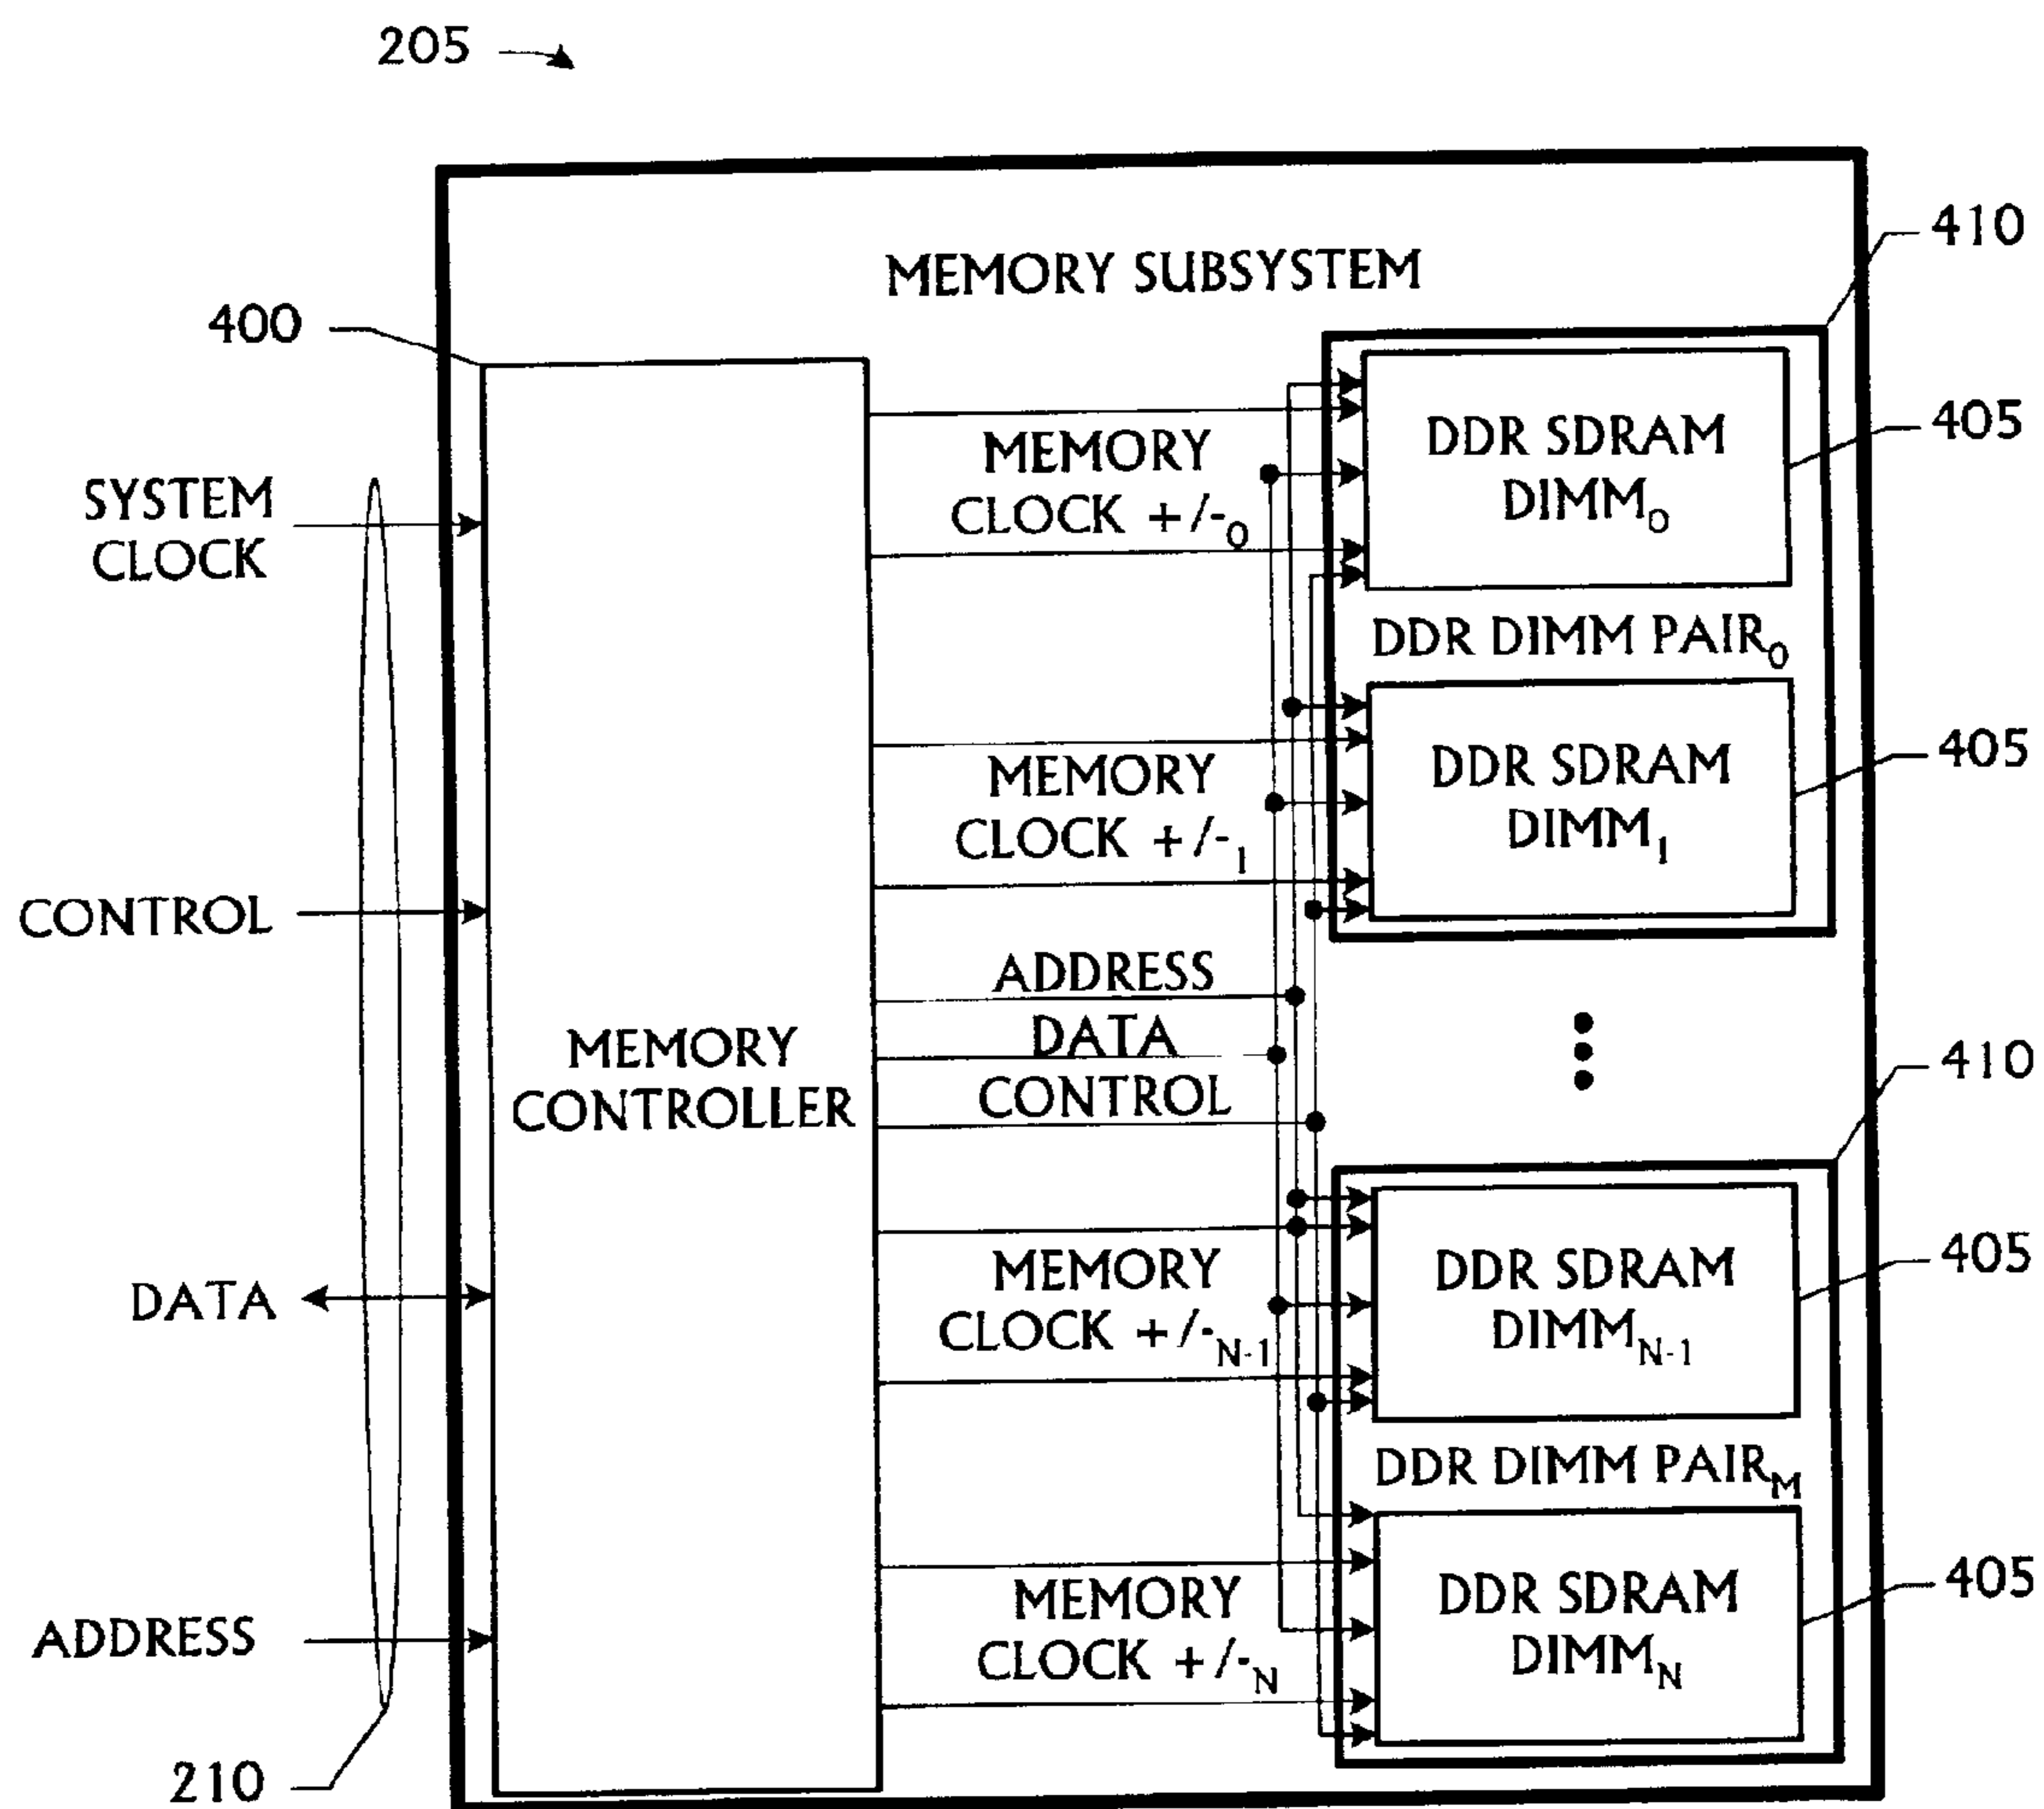 205
MEMORY SUBSYSTEM
410
400
405
SYSTEM
CLOCK
MEMORY
CLOCK +/-0
DDR SDRAM
DIMM0
DDR DIMM PAIR0
MEMORY
CLOCK +/-1
DDR SDRAM
DIMM1
405
CONTROL
ADDRESS
DATA
CONTROL
MEMORY
CONTROLLER
410
DATA
MEMORY
CLOCK +/-N-1
DDR SDRAM
DIMMN-1
405
DDR DIMM PAIRM
ADDRESS
MEMORY
CLOCK +/-N
DDR SDRAM
DIMMN
405
210